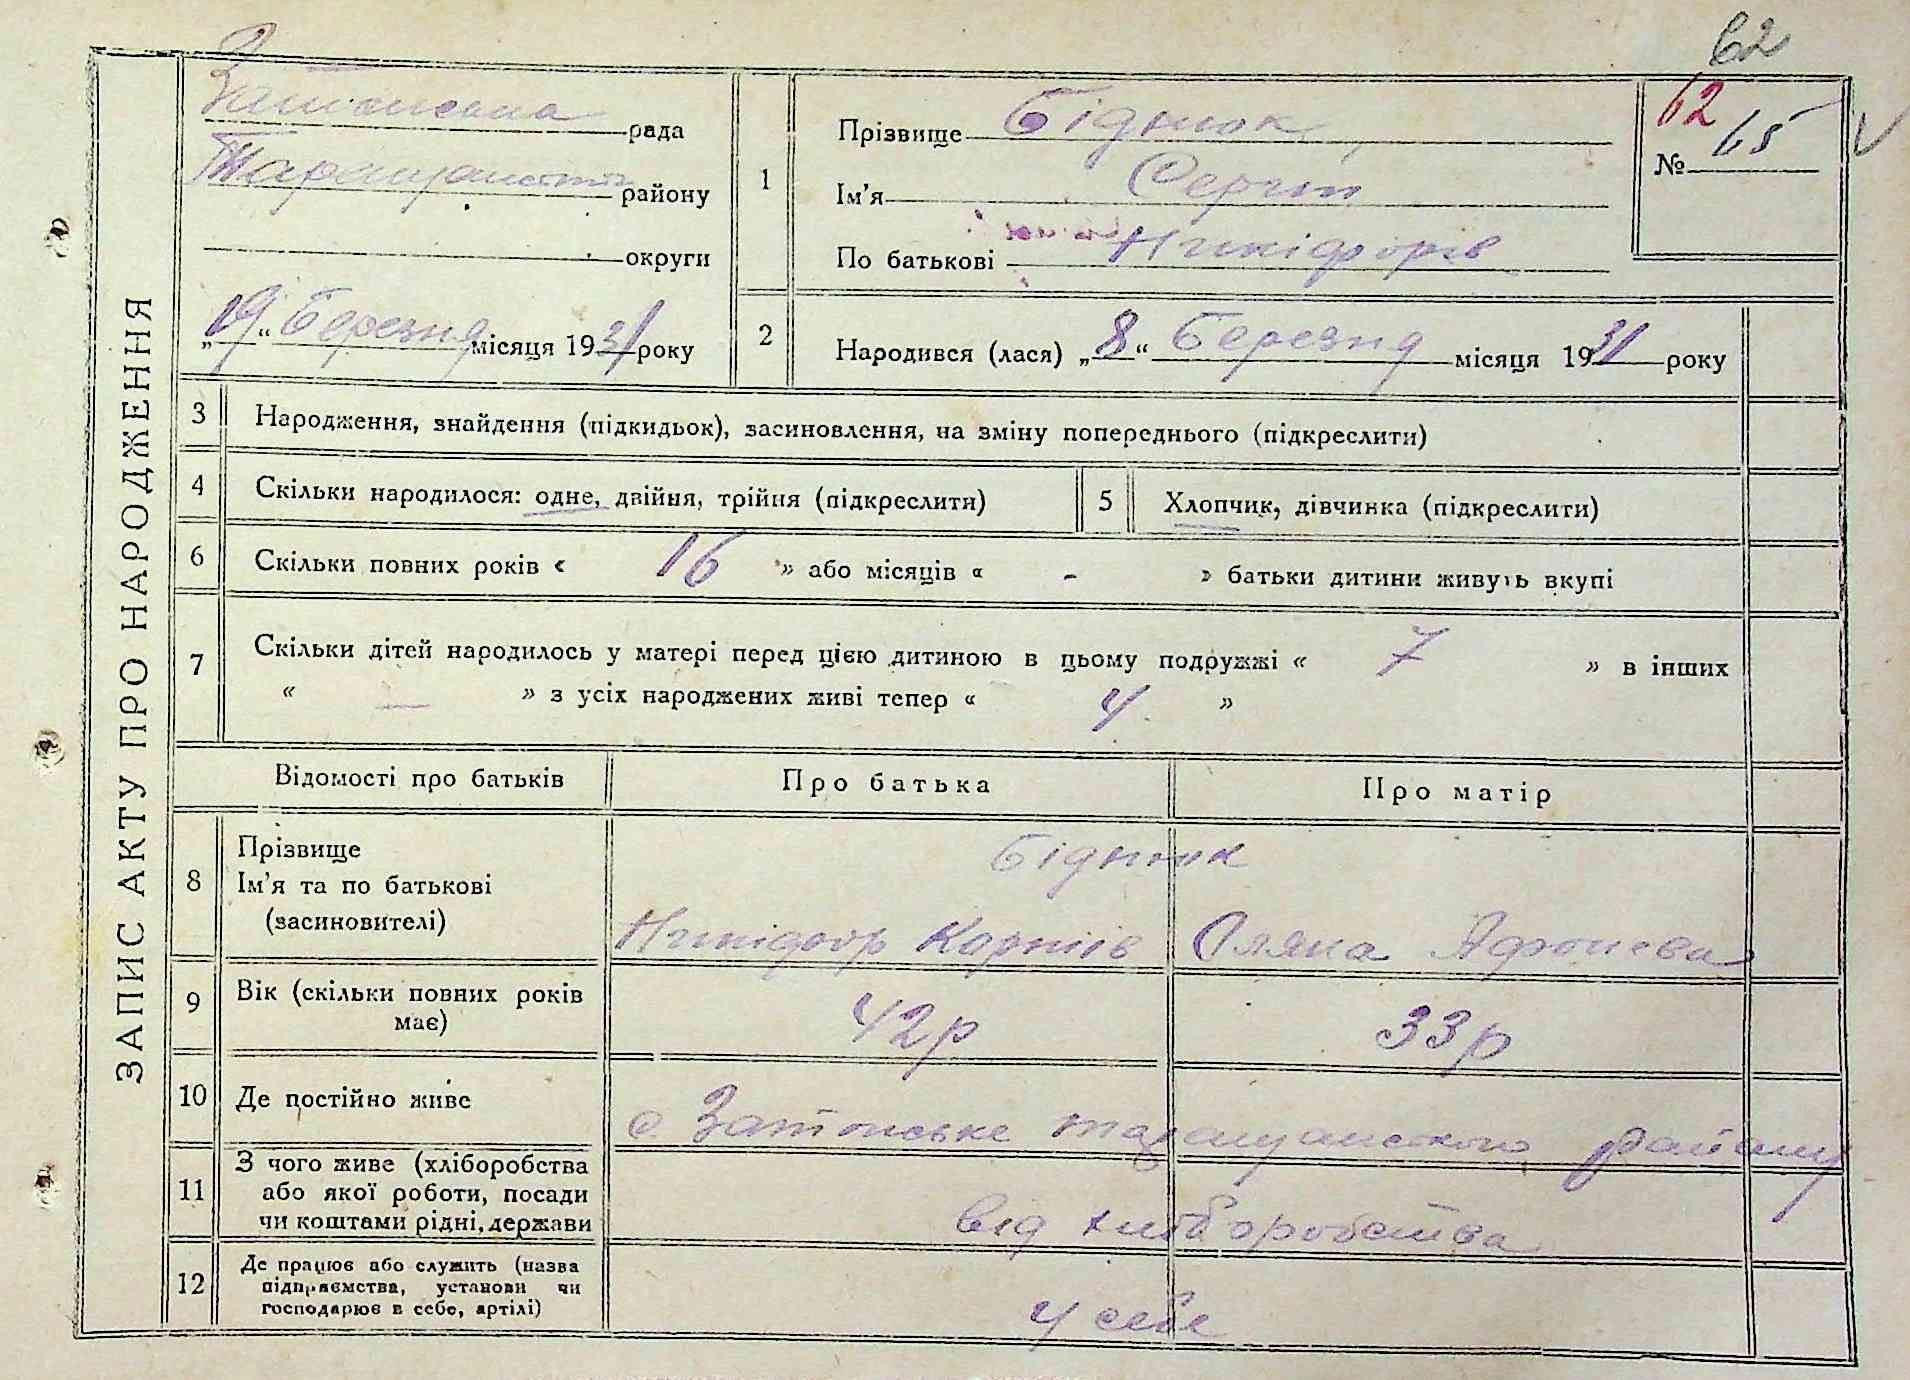 62
62
№ 65
ЗАПИС АКТУ ПРО НАРОДЖЕННЯ
рада
району
округи
„19“ Березня місяця 1931 року
1
Прізвище Біднюк
Ім'я Сергій
По батькові Никіфорів
2
Народився (лася) „8“ Березня місяця 1931 року
3 Народження, знайдення (підкидьок), засиновлення, на зміну попереднього (підкреслити)
4 Скільки народилося: одне, двійня, трійня (підкреслити)
5 Хлопчик, дівчинка (підкреслити)
6 Скільки повних років « 16 » або місяців « - » батьки дитини живуть вкупі
7 Скільки дітей народилось у матері перед цією дитиною в цьому подружжі « 7 » в інших
« — » з усіх народжених живі тепер « 4 »
Відомості про батьків Про батька Про матір
8 Прізвище
Ім'я та по батькові
(засиновителі)
Біднюк
Никіфор Корніїв Оляна
9 Вік (скільки повних років
має)
42р 33р
10 Де постійно живе
с. Затонське таращанського району
11 З чого живе (хліборобства
або якої роботи, посади
чи коштами рідні, держави
від хліборобства
12 Де працює або служить (назва
підприємства, установи чи
господарює в себе, артілі)
у себе